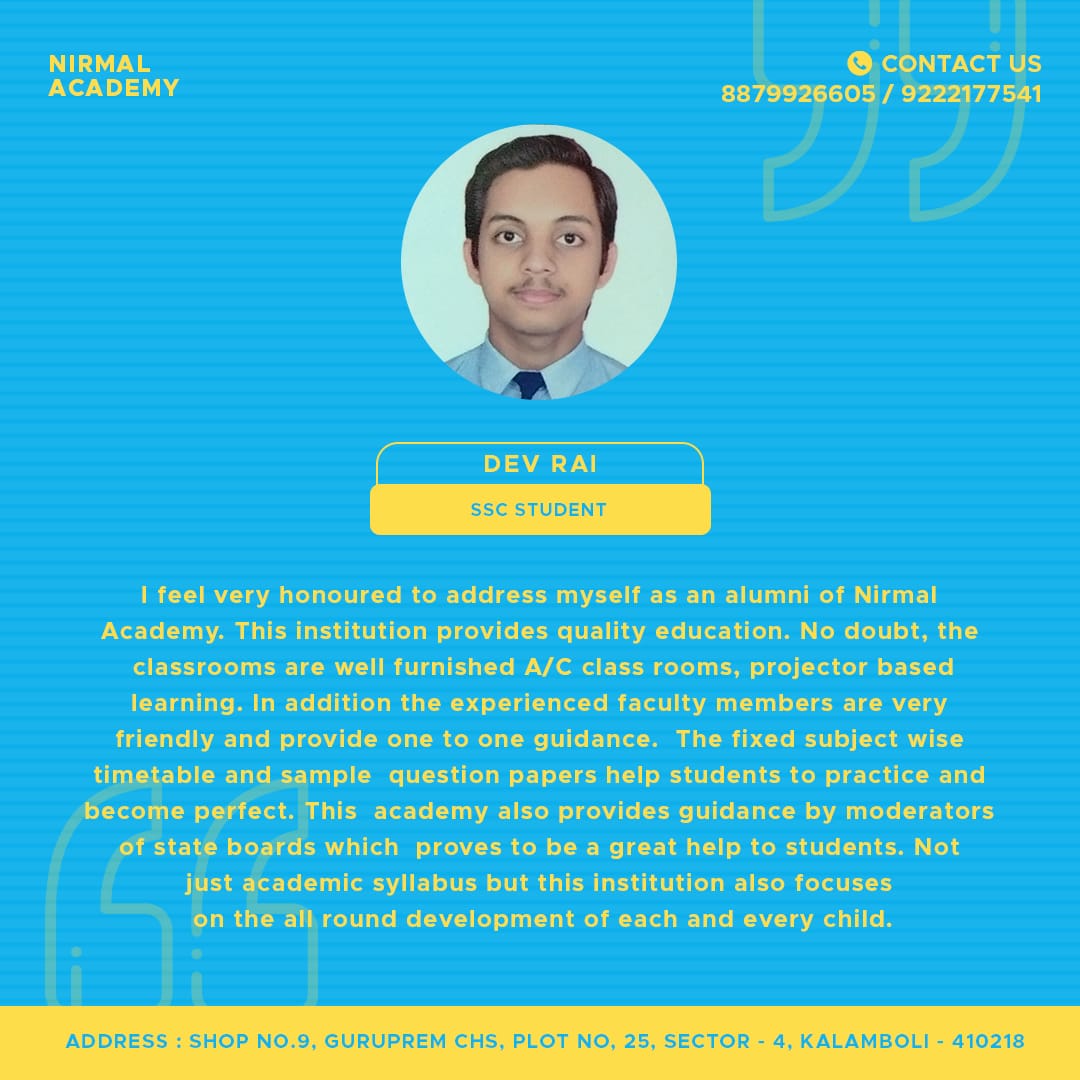 NIRMAL
ACADEMY
CONTACT US
8879926605 / 9222177541
DEV RAI
SSC STUDENT
I feel very honoured to address myself as an alumni of Nirmal
Academy. This institution provides quality education. No doubt, the
classrooms are well furnished A/C class rooms, projector based
learning. In addition the experienced faculty members are very
friendly and provide one to one guidance.  The fixed subject wise
timetable and sample  question papers help students to practice and
become perfect. This  academy also provides guidance by moderators
of state boards which  proves to be a great help to students. Not
just academic syllabus but this institution also focuses
on the all round development of each and every child.
ADDRESS : SHOP NO.9, GURUPREM CHS, PLOT NO, 25, SECTOR - 4, KALAMBOLI - 410218